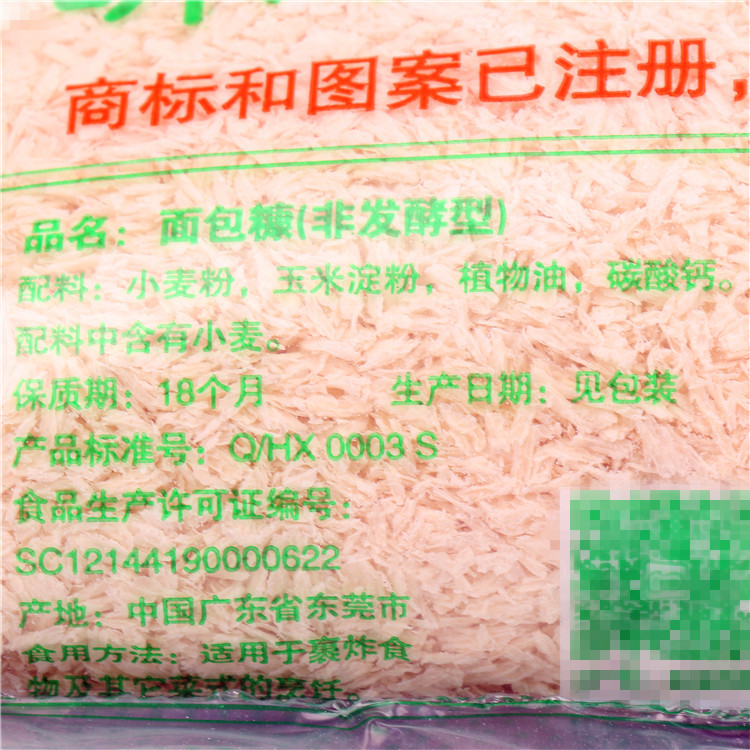 商标和图案已注册，
品名：面包糠(非发酵型)
配料：小麦粉，玉米淀粉，植物油，碳酸钙。
配料中含有小麦。
保质期：18个月 生产日期：见包装
产品标准号：Q/HX 0003 S
食品生产许可证编号：
SC12144190000622
产地：中国广东省东莞市
食用方法：适用于裹炸食
物及其它菜式的烹饪。